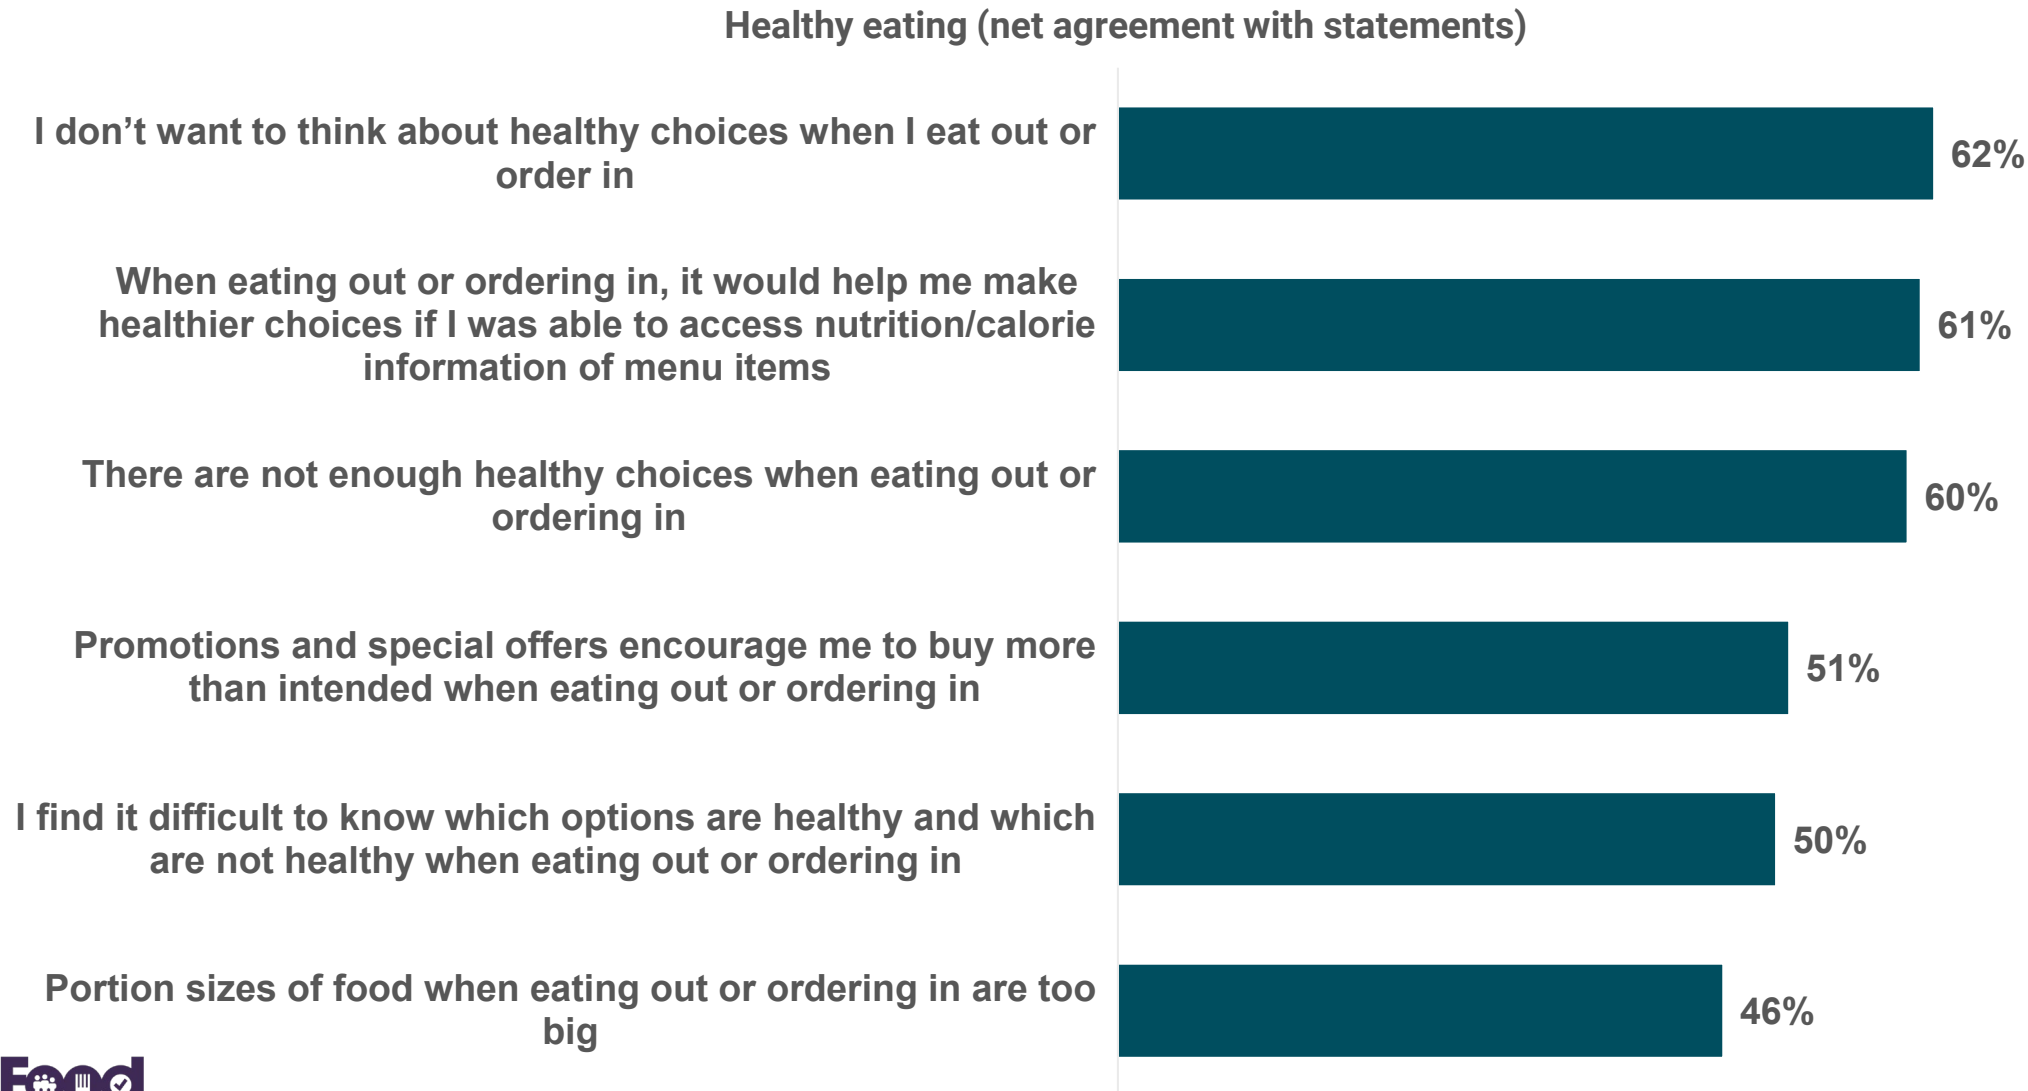 Healthy eating (net agreement with statements)
I don’t want to think about healthy choices when I eat out or
order in
62%
When eating out or ordering in, it would help me make
healthier choices if I was able to access nutrition/calorie
information of menu items
61%
There are not enough healthy choices when eating out or
ordering in
60%
Promotions and special offers encourage me to buy more
than intended when eating out or ordering in
51%
I find it difficult to know which options are healthy and which
are not healthy when eating out or ordering in
50%
Portion sizes of food when eating out or ordering in are too
big
46%
Food